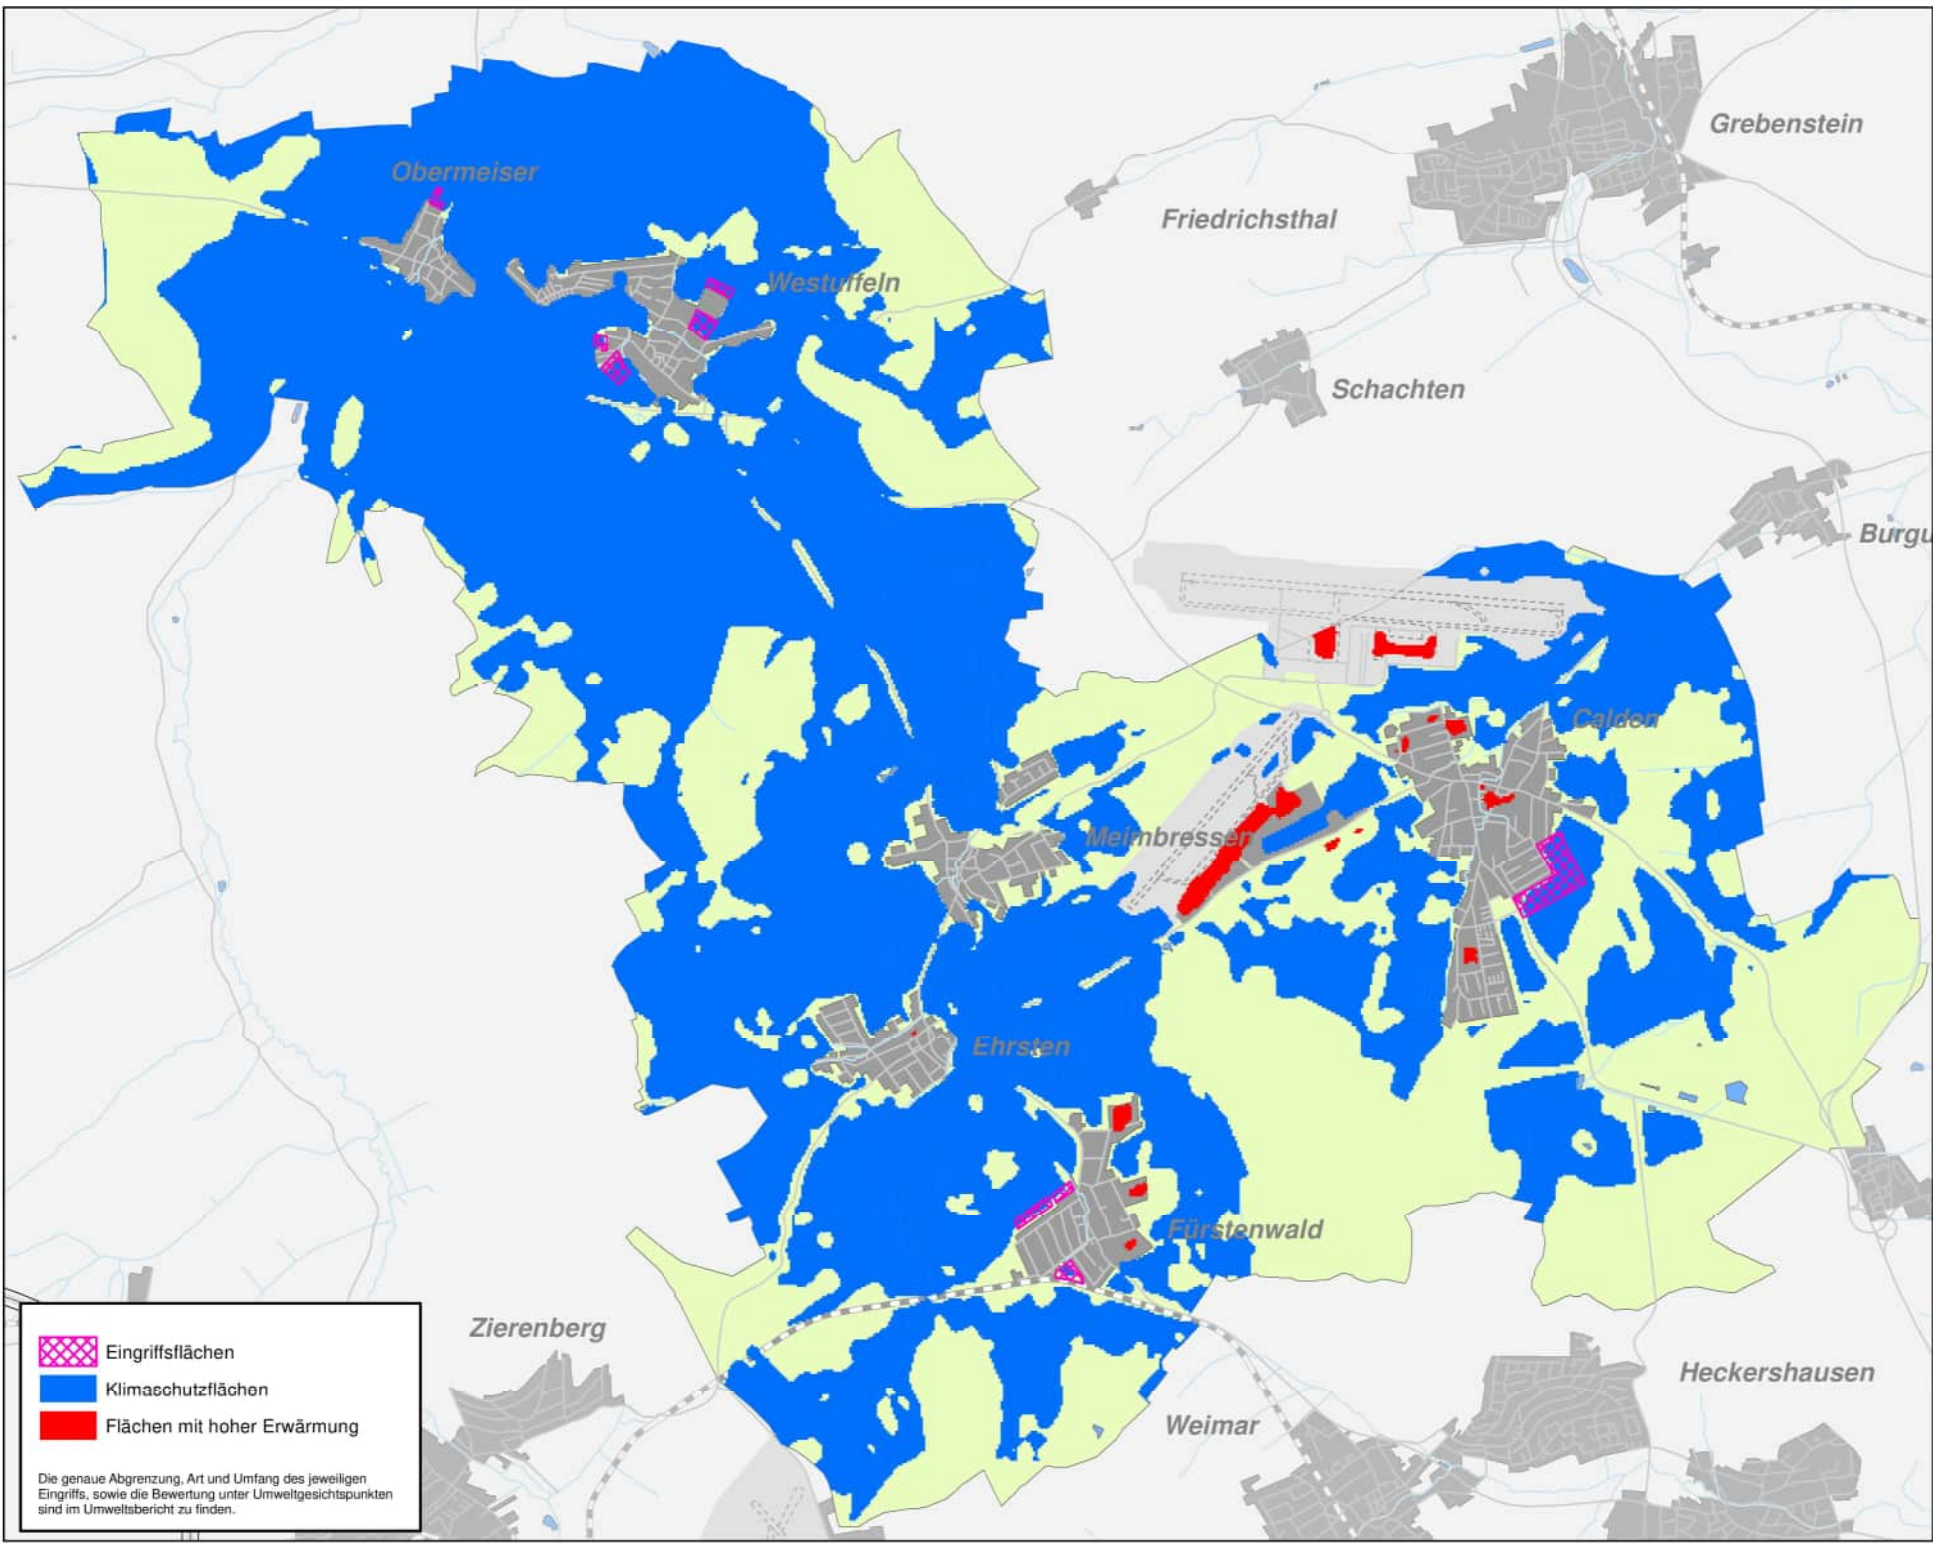 Grebenstein
Obermeiser
Friedrichsthal
Westuffeln
Schachten
Burgu
Calden
Meimbressen
Ehrsten
Fürstenwald
Zierenberg
Heckershausen
Weimar
Eingriffsflächen
Klimaschutzflächen
Flächen mit hoher Erwärmung
Die genaue Abgrenzung, Art und Umfang des jeweiligen
Eingriffs, sowie die Bewertung unter Umweltgesichtspunkten
sind im Umweltsbericht zu finden.